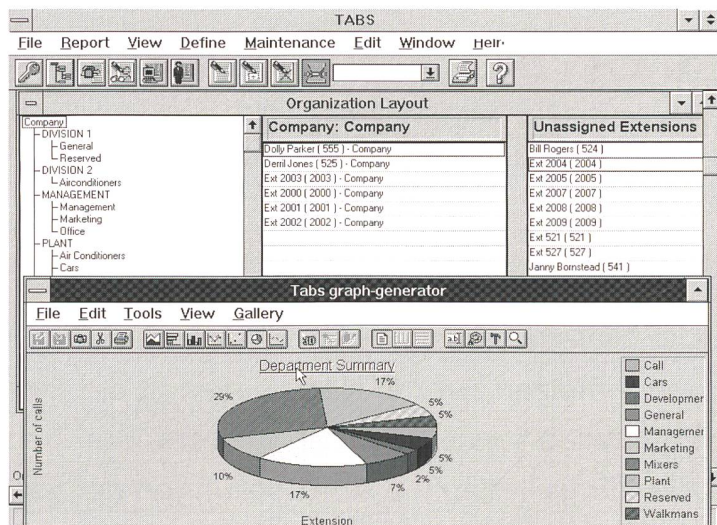 TABS
File Report View Define Maintenance Edit Window
Organization Layout
Company
DIVISION 1
General
Reserved
DIVISION 2
Airconditioners
MANAGEMENT
Management
Marketing
Office
PLANT
Air Conditioners
Cars
Company: Company
Dolly Parker ( 555 ) - Company
Derril Jones ( 525 ) - Company
Ext 2003 ( 2003 ) - Company
Ext 2000 ( 2000 ) - Company
Ext 2001 ( 2001 ) - Company
Ext 2002 ( 2002 ) - Company
Unassigned Extensions
Bill Rogers ( 524 )
Ext 2004 ( 2004 )
Ext 2005 ( 2005 )
Ext 2007 ( 2007 )
Ext 2008 ( 2008 )
Ext 2009 ( 2009 )
Ext 521 ( 521 )
Ext 527 ( 527 )
Janny Bornstead ( 541 )
Tabs graph-generator
File Edit Tools View Gallery
Department Summary
Number of calls
29%
17%
5%
5%
5%
5%
2%
7%
17%
10%
Extension
Call
Cars
Developmer
General
Managemer
Marketing
Mixers
Plant
Reserved
Walkmans